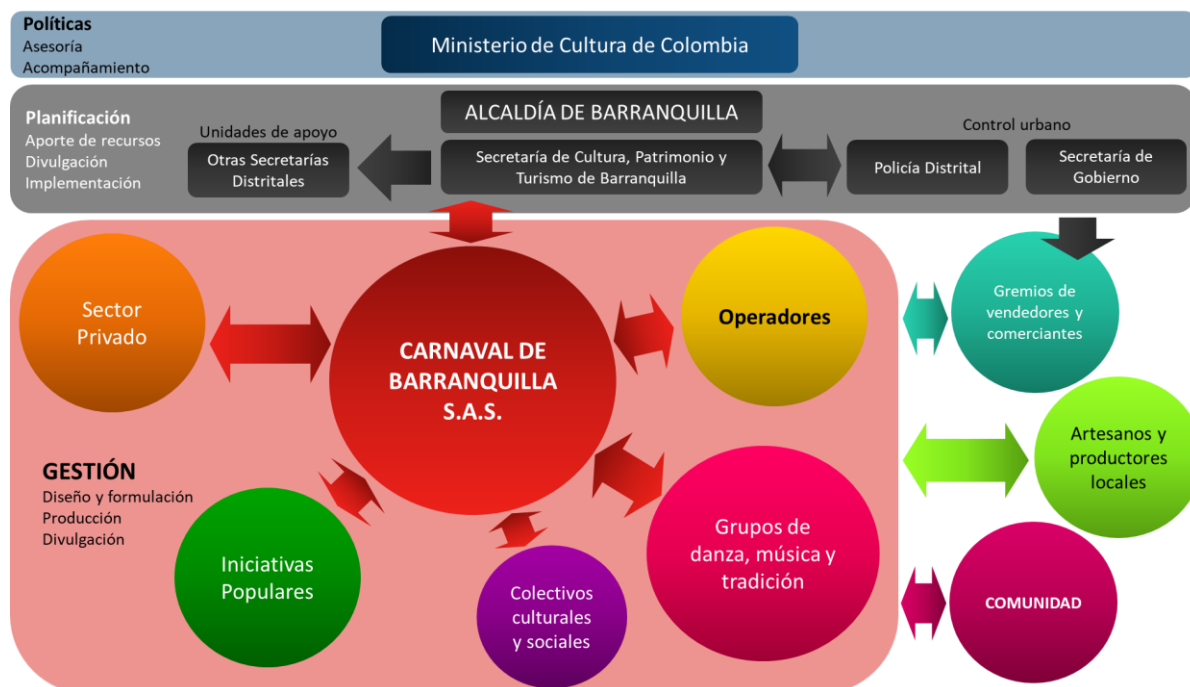 Políticas
Asesoría
Acompañamiento
Ministerio de Cultura de Colombia
Planificación
Aporte de recursos
Divulgación
Implementación
Unidades de apoyo
Otras Secretarías
Distritales
ALCALDÍA DE BARRANQUILLA
Secretaría de Cultura, Patrimonio y
Turismo de Barranquilla
Control urbano
Policía Distrital
Secretaría de
Gobierno
Sector
Privado
CARNAVAL DE
BARRANQUILLA
S.A.S.
Operadores
Gremios de
vendedores y
comerciantes
Artesanos y
productores
locales
GESTIÓN
Diseño y formulación
Producción
Divulgación
Iniciativas
Populares
Colectivos
culturales
y sociales
Grupos de
danza, música y
tradición
COMUNIDAD